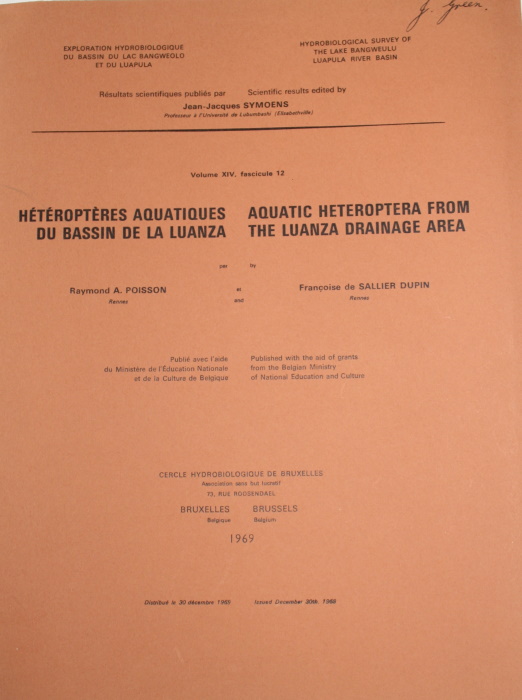 J. Green.
EXPLORATION HYDROBIOLOGIQUE
DU BASSIN DU LAC BANGWEOLO
ET DU LUAPULA
HYDROBIOLOGICAL SURVEY OF
THE LAKE BANGWEULU
LUAPULA RIVER BASIN
Résultats scientifiques publiés par
Scientific results edited by
Jean-Jacques SYMOENS
Professeur à l'Université de Lubumbashi (Elisabethville)
Volume XIV, fascicule 12
HÉTÉROPTÈRES AQUATIQUES
DU BASSIN DE LA LUANZA
AQUATIC HETEROPTERA FROM
THE LUANZA DRAINAGE AREA
par
by
Raymond A. POISSON
Rennes
et
and
Françoise de SALLIER DUPIN
Rennes
Publié avec l'aide
du Ministère de l'Éducation Nationale
et de la Culture de Belgique
Published with the aid of grants
from the Belgian Ministry
of National Education and Culture
CERCLE HYDROBIOLOGIQUE DE BRUXELLES
Association sans but lucratif
RUE ROOSENDAEL
BRUXELLES
Belgique
BRUSSELS
Belgium
1969
Distribué le 30 décembre 1969
Issued December 30th, 1969